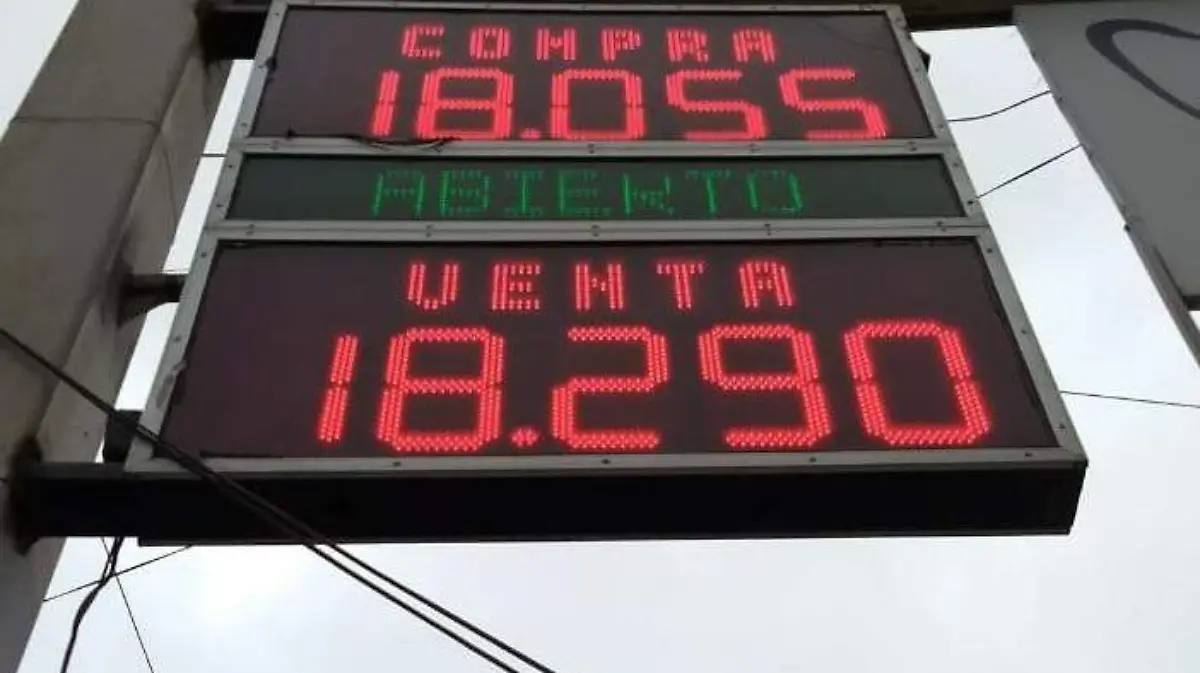 COMPRA
18.055
ABIERTO
VENTA
18.290